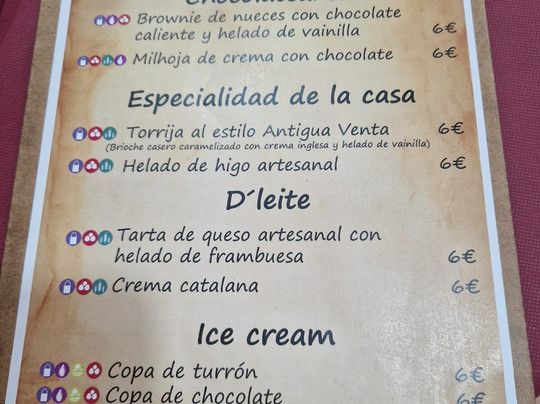 Brownie de nueces con chocolate
caliente y helado de vainilla 6€
Milhoja de crema con chocolate 6€
Especialidad de la casa
Torrija al estilo Antigua Venta 6€
(Brioche casero caramelizado con crema inglesa y helado de vainilla)
Helado de higo artesanal 6€
D´leite
Tarta de queso artesanal con
helado de frambuesa 6€
Crema catalana 6€
Ice cream
Copa de turrón 6€
Copa de chocolate 6€